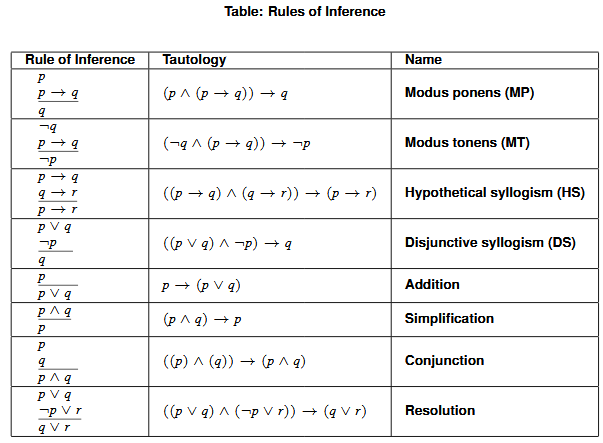 Table: Rules of Inference
Rule of Inference Tautology Name
p
p → q
q
(p ∧ (p → q)) → q
Modus ponens (MP)
¬q
p → q
¬p
(¬q ∧ (p → q)) → ¬p
Modus tonens (MT)
p → q
q → r
p → r
((p → q) ∧ (q → r)) → (p → r)
Hypothetical syllogism (HS)
p ∨ q
¬p
q
((p ∨ q) ∧ ¬p) → q
Disjunctive syllogism (DS)
p
p ∨ q
p → (p ∨ q)
Addition
p ∧ q
p
(p ∧ q) → p
Simplification
p
q
p ∧ q
((p) ∧ (q)) → (p ∧ q)
Conjunction
p ∨ q
¬p ∨ r
q ∨ r
((p ∨ q) ∧ (¬p ∨ r)) → (q ∨ r)
Resolution